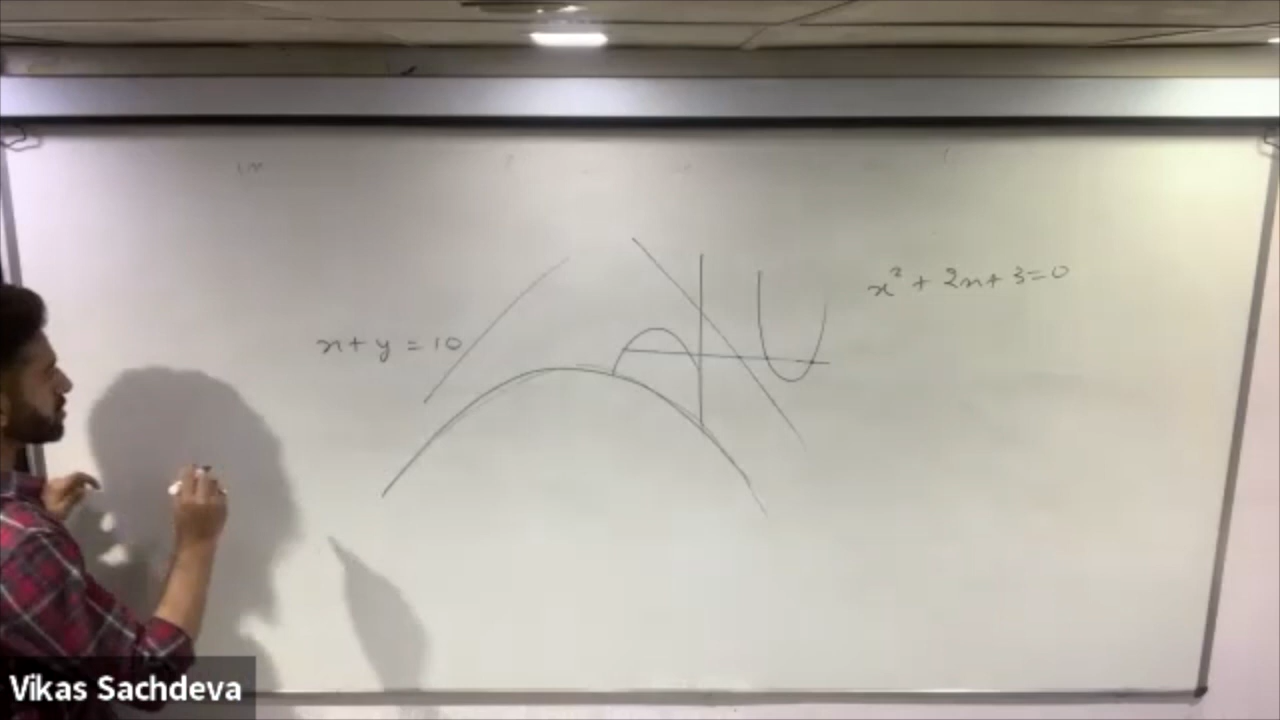 x² + 2x + 3 = 0
x + y = 10
Vikas Sachdeva